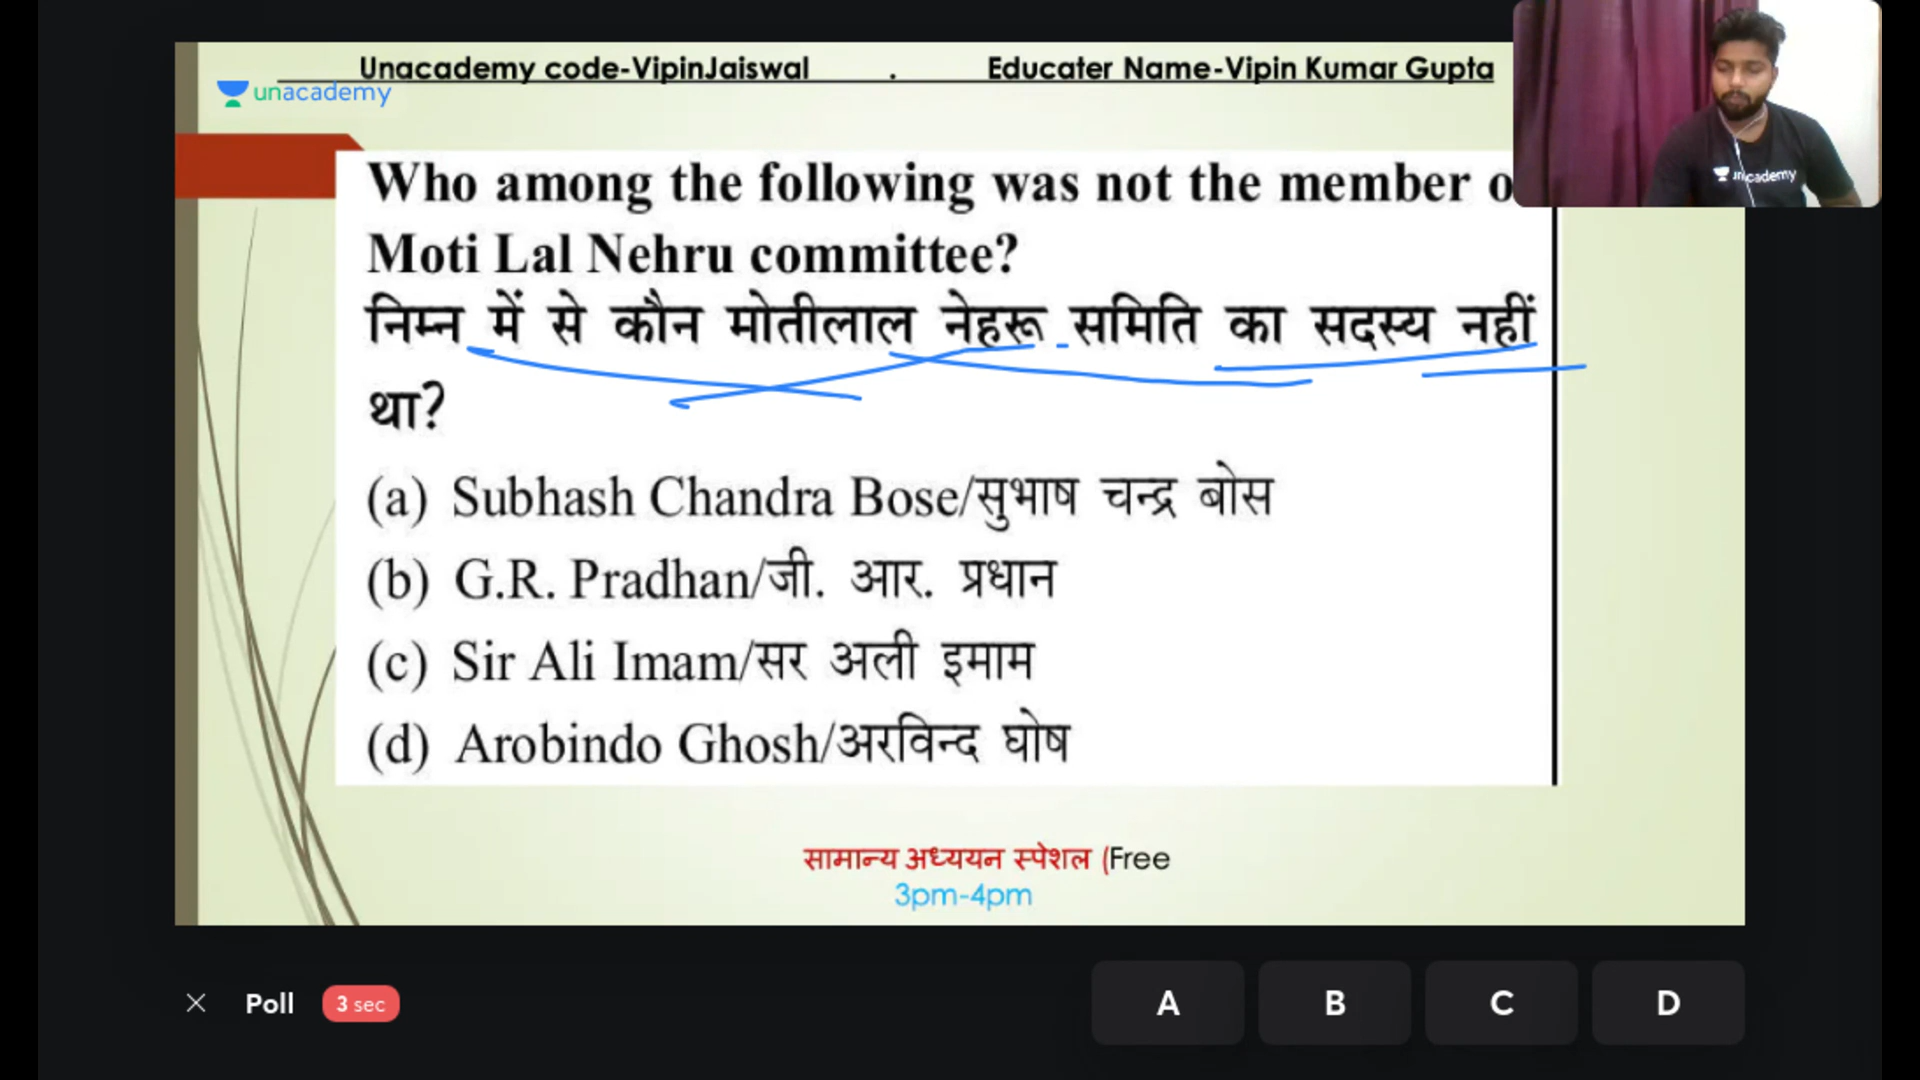 Unacademy code-VipinJaiswal . Educater Name-Vipin Kumar Gupta
unacademy
unacademy
Who among the following was not the member o
Moti Lal Nehru committee?
निम्न में से कौन मोतीलाल नेहरू समिति का सदस्य नहीं
था?
(a) Subhash Chandra Bose/सुभाष चन्द्र बोस
(b) G.R. Pradhan/जी. आर. प्रधान
(c) Sir Ali Imam/सर अली इमाम
(d) Arobindo Ghosh/अरविन्द घोष
सामान्य अध्ययन स्पेशल (Free
3pm-4pm
Poll 3 sec A B C D